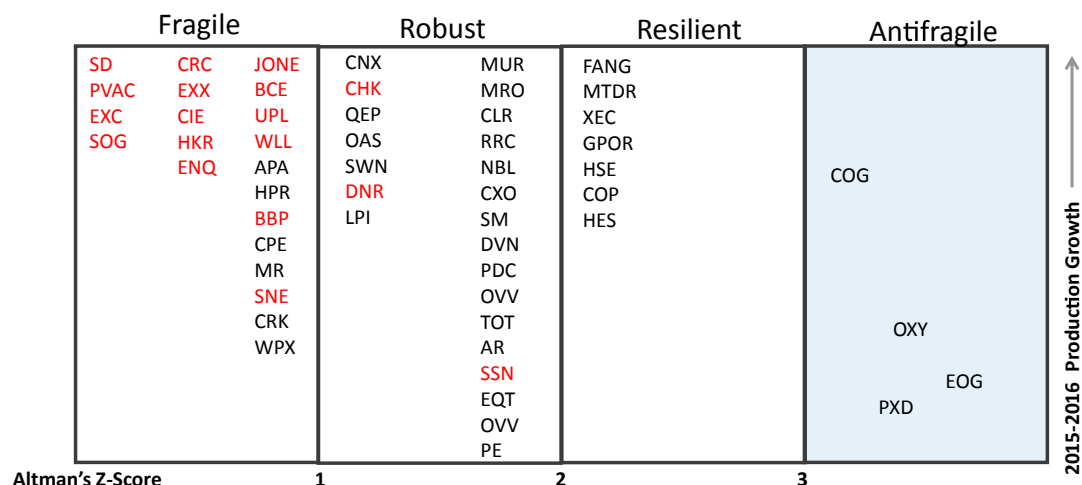 Fragile
Robust
Resilient
Antifragile
SD
PVAC
EXC
SOG
CRC
EXX
CIE
HKR
ENQ
JONE
BCE
UPL
WLL
APA
HPR
BBP
CPE
MR
SNE
CRK
WPX
CNX
CHK
QEP
OAS
SWN
DNR
LPI
MUR
MRO
CLR
RRC
NBL
CXO
SM
DVN
PDC
OVV
TOT
AR
SSN
EQT
OVV
PE
FANG
MTDR
XEC
GPOR
HSE
COP
HES
COG
OXY
EOG
PXD
2015-2016 Production Growth
Altman's Z-Score 1 2 3